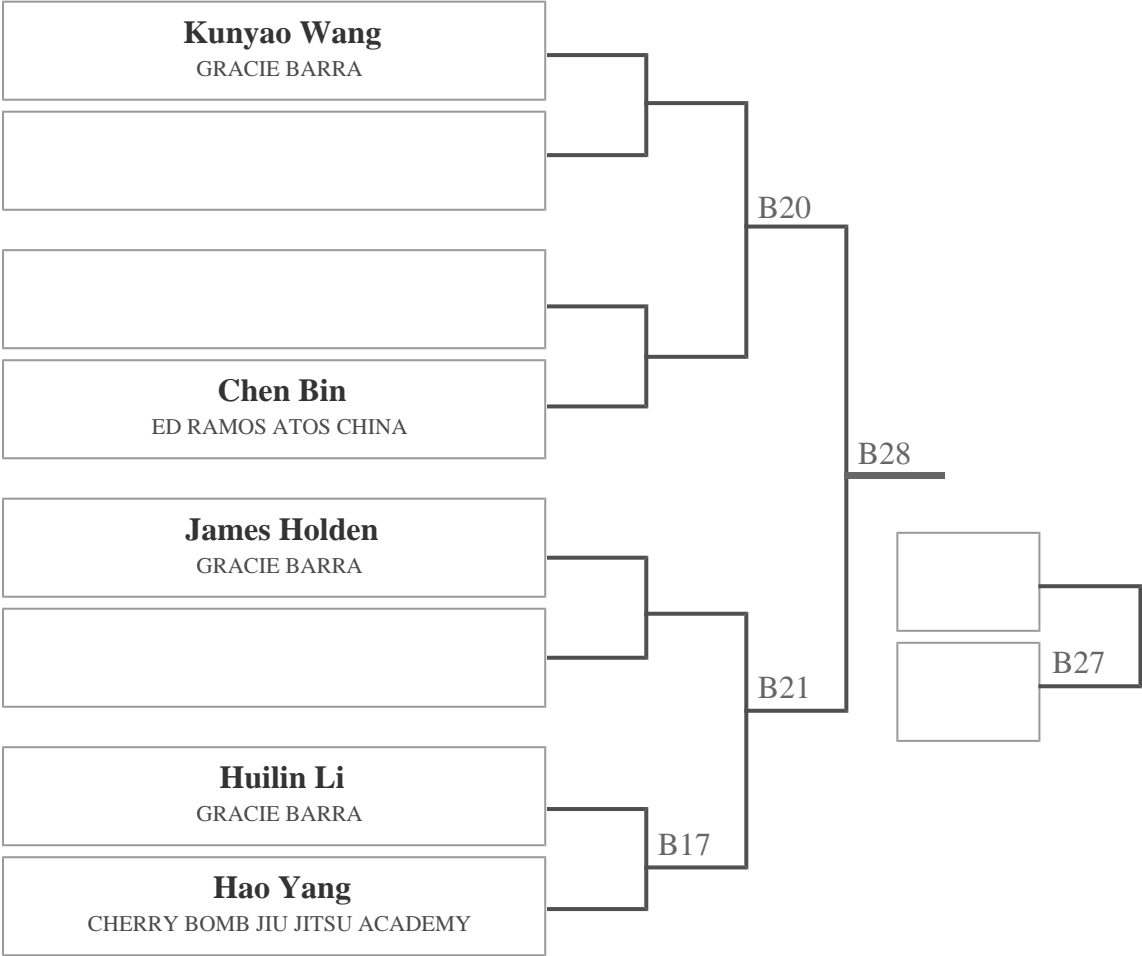 Kunyao Wang
GRACIE BARRA
B20
Chen Bin
ED RAMOS ATOS CHINA
B28
James Holden
GRACIE BARRA
B27
B21
Huilin Li
GRACIE BARRA
B17
Hao Yang
CHERRY BOMB JIU JITSU ACADEMY